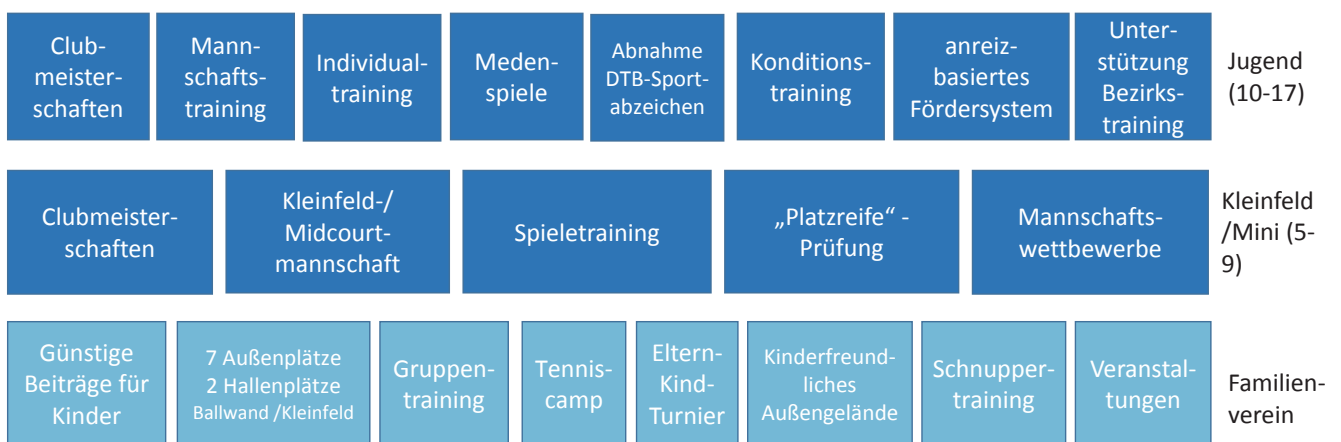 Club-
meister-
schaften
Mann-
schafts-
training
Individual-
training
Meden-
spiele
Abnahme
DTB-Sport-
abzeichen
Konditions-
training
anreiz-
basiertes
Fördersystem
Unter-
stützung
Bezirks-
training
Jugend
(10-17)
Clubmeister-
schaften
Kleinfeld-/
Midcourt-
mannschaft
Spieletraining
„Platzreife“ -
Prüfung
Mannschafts-
wettbewerbe
Kleinfeld
/Mini (5-
9)
Günstige
Beiträge für
Kinder
7 Außenplätze
2 Hallenplätze
Ballwand /Kleinfeld
Gruppen-
training
Tennis-
camp
Eltern-
Kind-
Turnier
Kinderfreund-
liches
Außengelände
Schnupper-
training
Veranstal-
tungen
Familien-
verein